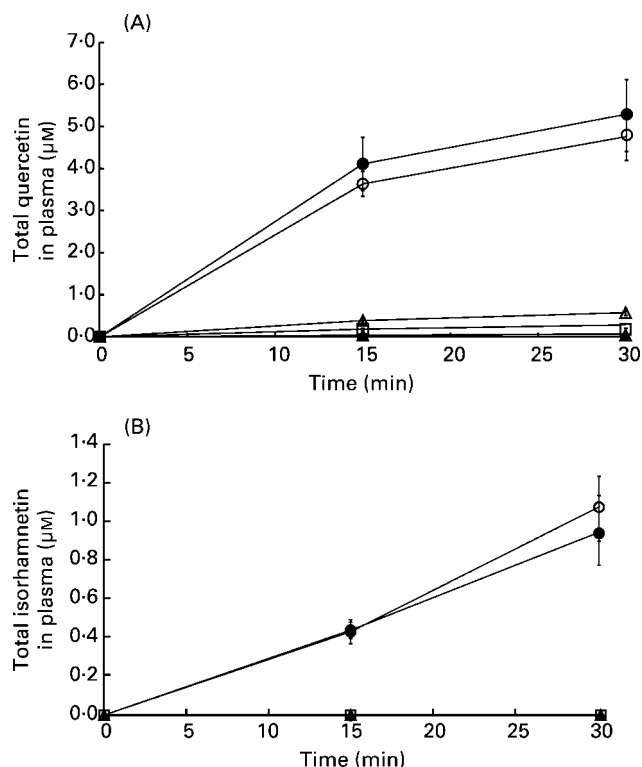 (A)
7·0
6·0
5·0
4·0
3·0
2·0
1·0
0·0
Total quercetin
in plasma (μM)
0 5 10 15 20 25 30
Time (min)
(B)
1·4
1·2
1·0
0·8
0·6
0·4
0·2
0·0
Total isorhamnetin
in plasma (μM)
0 5 10 15 20 25 30
Time (min)